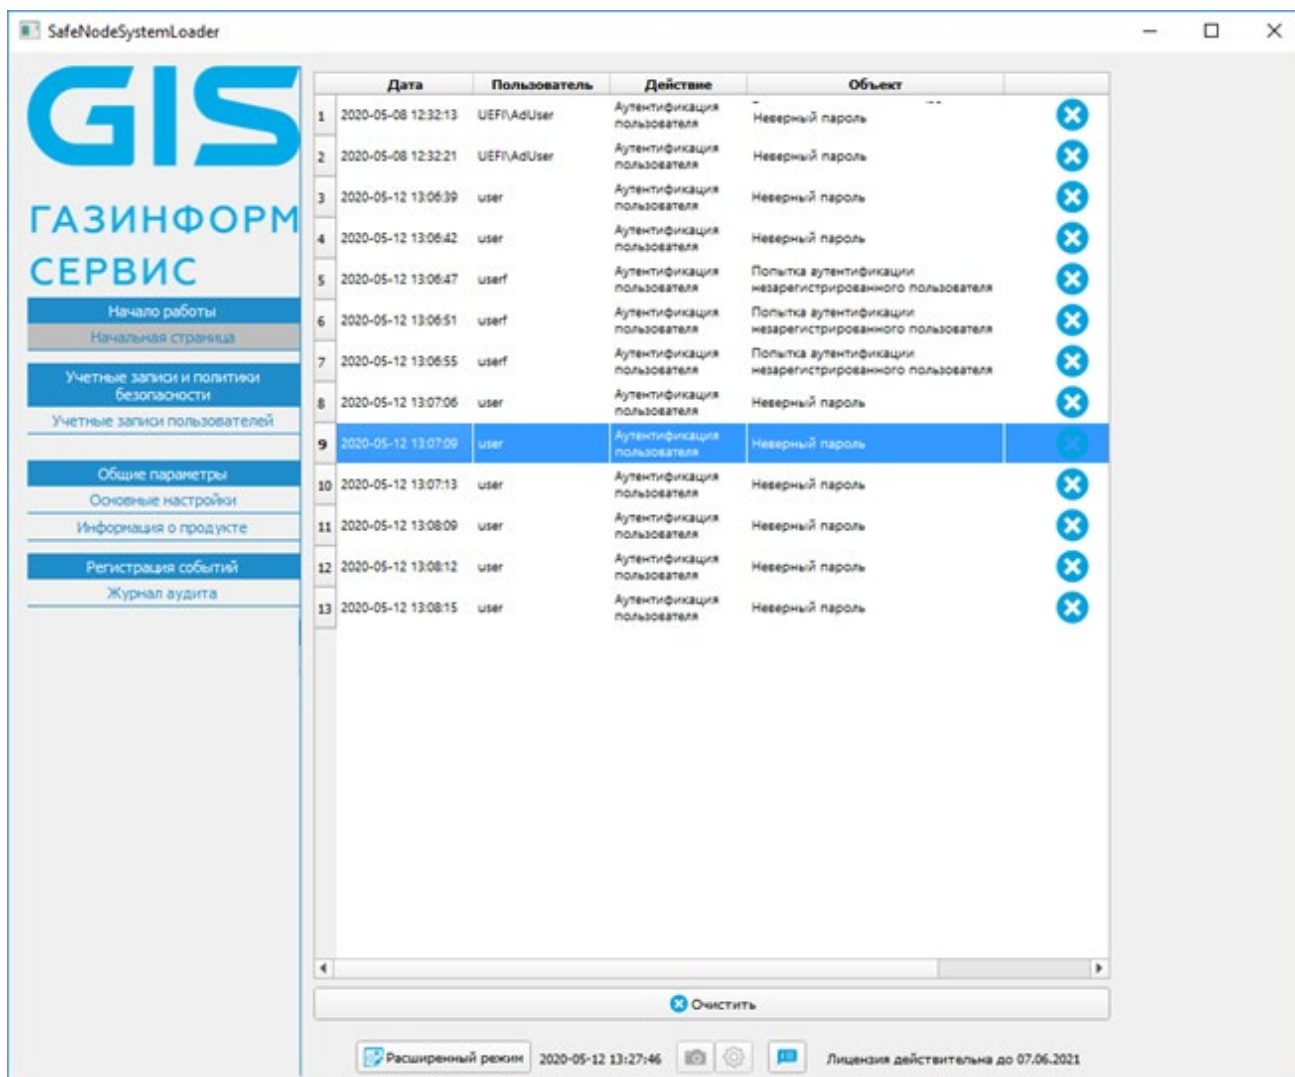 SafeNodeSystemLoader
GIS
ГАЗИНФОРМ
СЕРВИС
Начало работы
Начальная страница
Учетные записи и политики
безопасности
Учетные записи пользователей
Общие параметры
Основные настройки
Информация о продукте
Регистрация событий
Журнал аудита
Дата Пользователь Действие Объект
1 2020-05-08 12:32:13 UEFI\AdUser Аутентификация пользователя Неверный пароль
2 2020-05-08 12:32:21 UEFI\AdUser Аутентификация пользователя Неверный пароль
3 2020-05-12 13:06:39 user Аутентификация пользователя Неверный пароль
4 2020-05-12 13:06:42 user Аутентификация пользователя Неверный пароль
5 2020-05-12 13:06:47 userf Аутентификация пользователя Попытка аутентификации незарегистрированного пользователя
6 2020-05-12 13:06:51 userf Аутентификация пользователя Попытка аутентификации незарегистрированного пользователя
7 2020-05-12 13:06:55 userf Аутентификация пользователя Попытка аутентификации незарегистрированного пользователя
8 2020-05-12 13:07:06 user Аутентификация пользователя Неверный пароль
9 2020-05-12 13:07:09 user Аутентификация пользователя Неверный пароль
10 2020-05-12 13:07:13 user Аутентификация пользователя Неверный пароль
11 2020-05-12 13:08:09 user Аутентификация пользователя Неверный пароль
12 2020-05-12 13:08:12 user Аутентификация пользователя Неверный пароль
13 2020-05-12 13:08:15 user Аутентификация пользователя Неверный пароль
Очистить
Расширенный режим 2020-05-12 13:27:46 Лицензия действительна до 07.06.2021